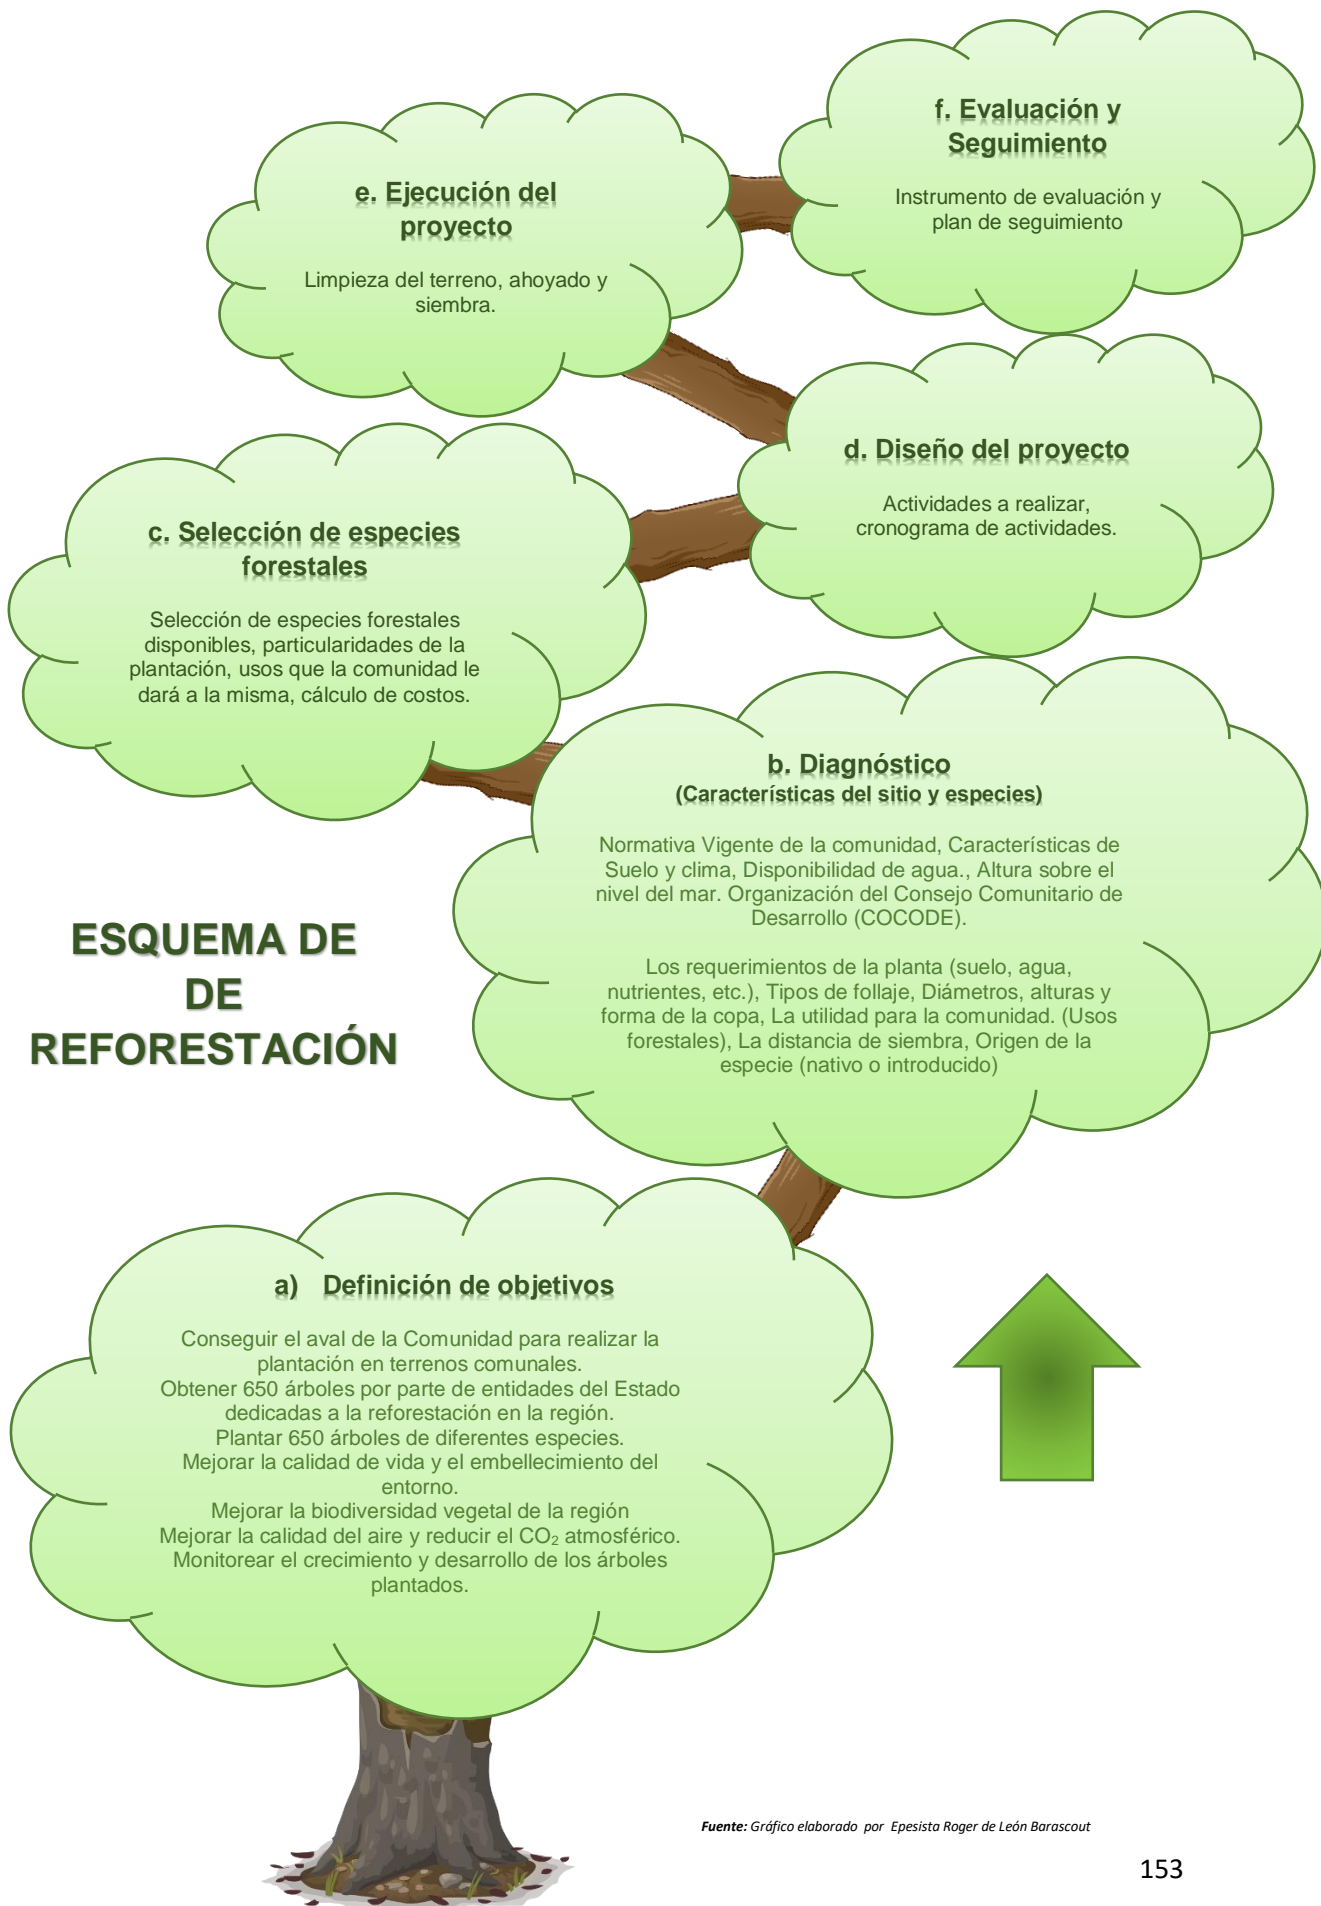 f. Evaluación y
Seguimiento
Instrumento de evaluación y
plan de seguimiento
e. Ejecución del
proyecto
Limpieza del terreno, ahoyado y
siembra.
d. Diseño del proyecto
Actividades a realizar,
cronograma de actividades.
c. Selección de especies
forestales
Selección de especies forestales
disponibles, particularidades de la
plantación, usos que la comunidad le
dará a la misma, cálculo de costos.
b. Diagnóstico
(Características del sitio y especies)
Normativa Vigente de la comunidad, Características de
Suelo y clima, Disponibilidad de agua., Altura sobre el
nivel del mar. Organización del Consejo Comunitario de
Desarrollo (COCODE).
Los requerimientos de la planta (suelo, agua,
nutrientes, etc.), Tipos de follaje, Diámetros, alturas y
forma de la copa, La utilidad para la comunidad. (Usos
forestales), La distancia de siembra, Origen de la
especie (nativo o introducido)
ESQUEMA DE
DE
REFORESTACIÓN
a) Definición de objetivos
Conseguir el aval de la Comunidad para realizar la
plantación en terrenos comunales.
Obtener 650 árboles por parte de entidades del Estado
dedicadas a la reforestación en la región.
Plantar 650 árboles de diferentes especies.
Mejorar la calidad de vida y el embellecimiento del
entorno.
Mejorar la biodiversidad vegetal de la región
Mejorar la calidad del aire y reducir el CO₂ atmosférico.
Monitorear el crecimiento y desarrollo de los árboles
plantados.
Fuente: Gráfico elaborado por Epesista Roger de León Barascout
153